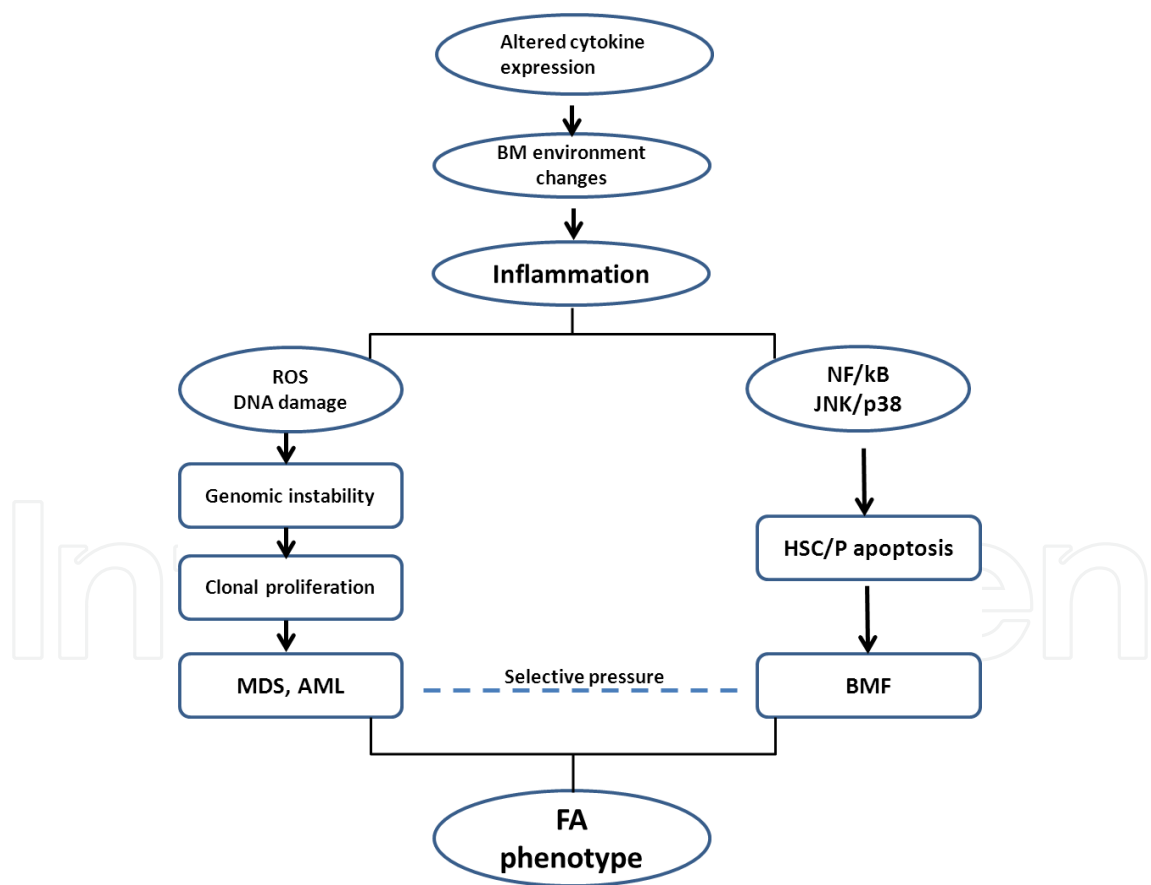 Altered cytokine
expression
BM environment
changes
Inflammation
ROS
DNA damage
NF/kB
JNK/p38
Genomic instability
Clonal proliferation
HSC/P apoptosis
MDS, AML
Selective pressure
BMF
FA
phenotype